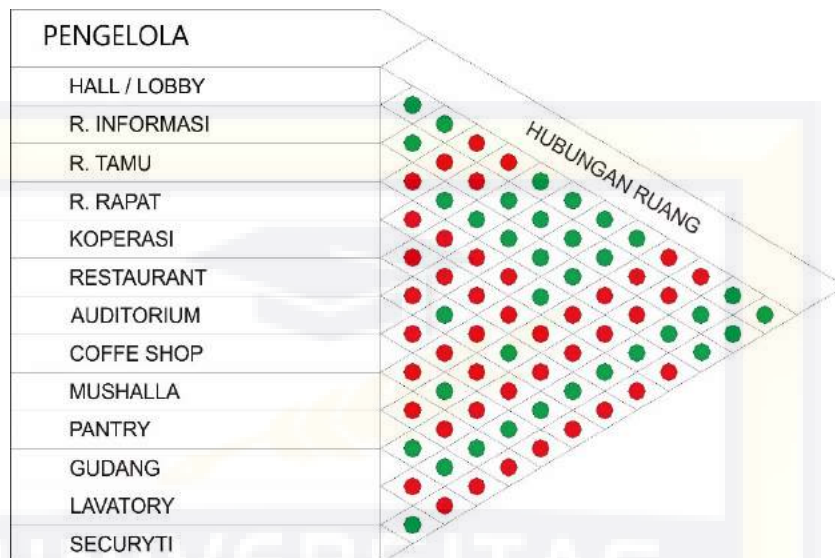 PENGELOLA
HALL / LOBBY
R. INFORMASI
R. TAMU
R. RAPAT
KOPERASI
RESTAURANT
AUDITORIUM
COFFE SHOP
MUSHALLA
PANTRY
GUDANG
LAVATORY
SECURYTI
HUBUNGAN RUANG